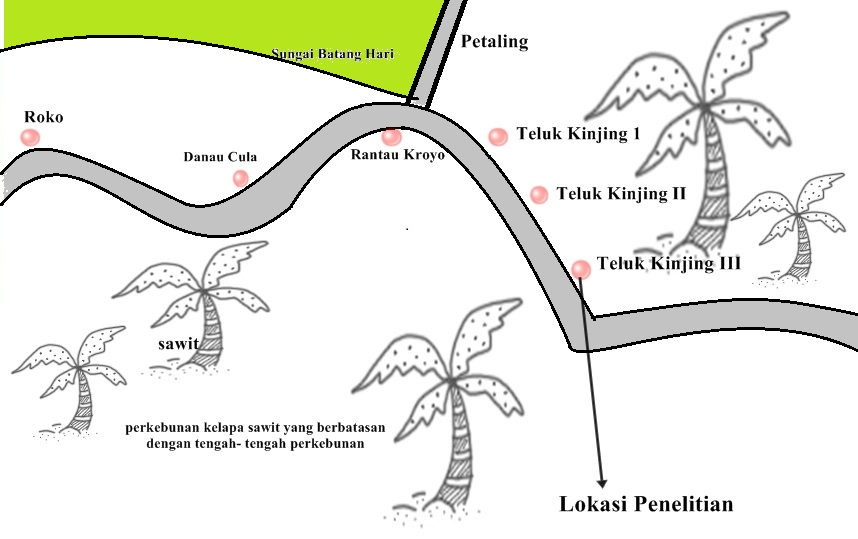 Petaling
Sungai Batang Hari
Roko
Teluk Kinjing 1
Danau Cula
Rantau Kroyo
Teluk Kinjing II
Teluk Kinjing III
sawit
perkebunan kelapa sawit yang berbatasan
dengan tengah- tengah perkebunan
Lokasi Penelitian